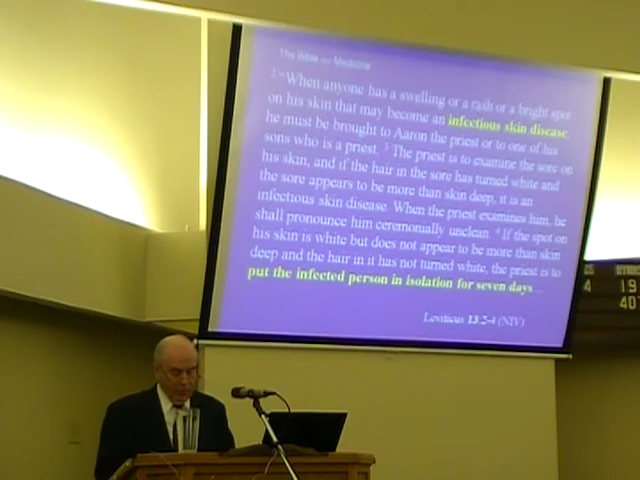 The Bible and Medicine
2 "When anyone has a swelling or a rash or a bright spot
on his skin that may become an infectious skin disease,
he must be brought to Aaron the priest or to one of his
sons who is a priest. 3 The priest is to examine the sore on
his skin, and if the hair in the sore has turned white and
the sore appears to be more than skin deep, it is an
infectious skin disease. When the priest examines him, he
shall pronounce him ceremonially unclean. 4 If the spot on
his skin is white but does not appear to be more than skin
deep and the hair in it has not turned white, the priest is to
put the infected person in isolation for seven days...
Leviticus 13:2-4 (NIV)
4 19
40